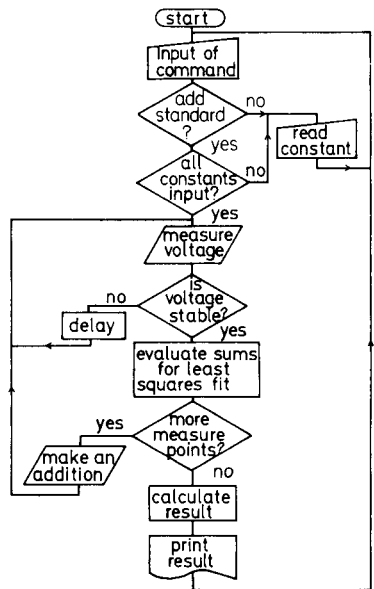 start
input of
command
add
standard
?
no
yes
read
constant
all
constants
input?
no
yes
measure
voltage
is
voltage
stable?
no
delay
yes
evaluate sums
for least
squares fit
more
measure
points?
yes
make an
addition
no
calculate
result
print
result